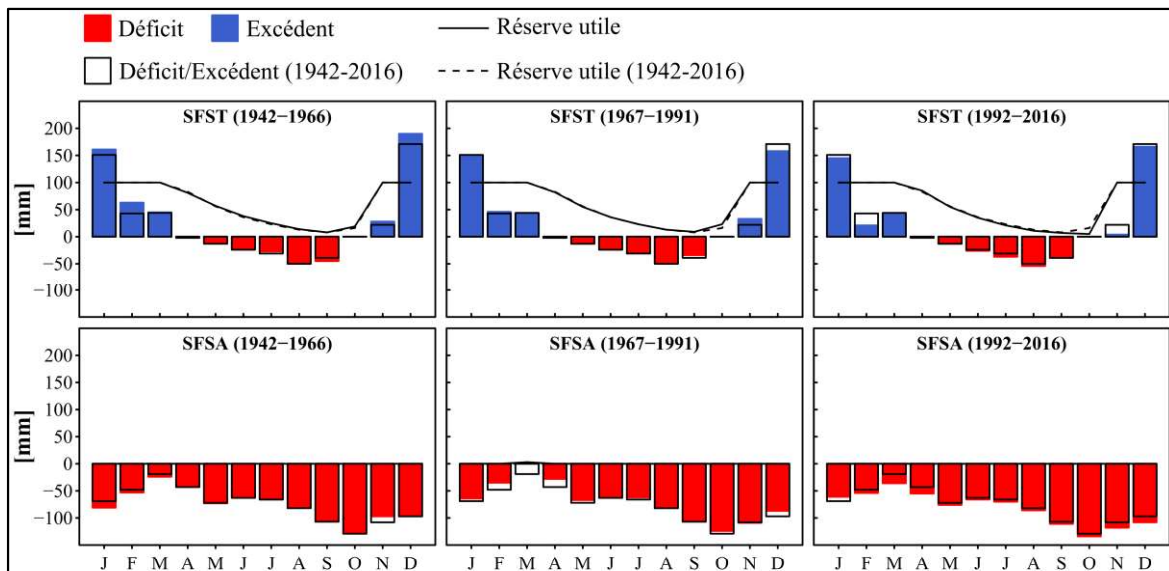 Déficit Excédent Réserve utile
Déficit/Excédent (1942-2016) Réserve utile (1942-2016)
SFST (1942−1966) SFST (1967−1991) SFST (1992−2016)
200
150
100
50
0
−50
−100
[mm]
SFSA (1942−1966) SFSA (1967−1991) SFSA (1992−2016)
200
150
100
50
0
−50
−100
[mm]
J F M A M J J A S O N D J F M A M J J A S O N D J F M A M J J A S O N D